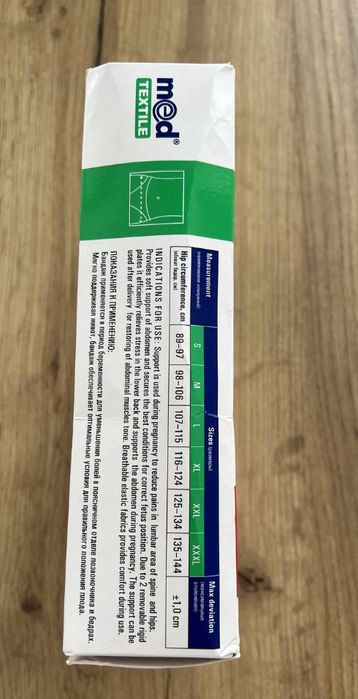 med®
TEXTILE
Measurement
Sizes
Max deviation
S M L XL XXL XXXL
Hip circumference, cm
89–97 98–106 107–115 116–124 125–134 135–144 ±1,0 cm
(обхват бедер, см)
INDICATIONS FOR USE: Support is used during pregnancy to reduce pains in lumbar area of spine and hips.
Provides soft support of abdomen and secures the best conditions for correct fetus position. Due to 2 removable rigid
plates it efficiently relieves stress in the lower back and supports the abdomen during pregnancy. The support can be
used after delivery for restoring of abdominal muscles tone. Breathable elastic fabrics provides comfort during use.
ПОКАЗАНИЯ К ПРИМЕНЕНИЮ:
Бандаж применяется в период беременности для уменьшения болей в поясничном отделе позвоночника и бедрах.
Мягко поддерживая живот, бандаж обеспечивает оптимальные условия для правильного положения плода.